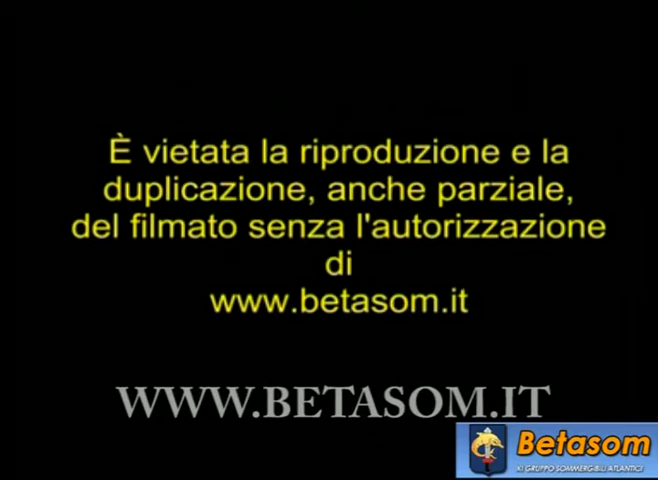 È vietata la riproduzione e la
duplicazione, anche parziale,
del filmato senza l'autorizzazione
di
www.betasom.it
WWW.BETASOM.IT
Betasom
XI GRUPPO SOMMERGIBILI ATLANTICI